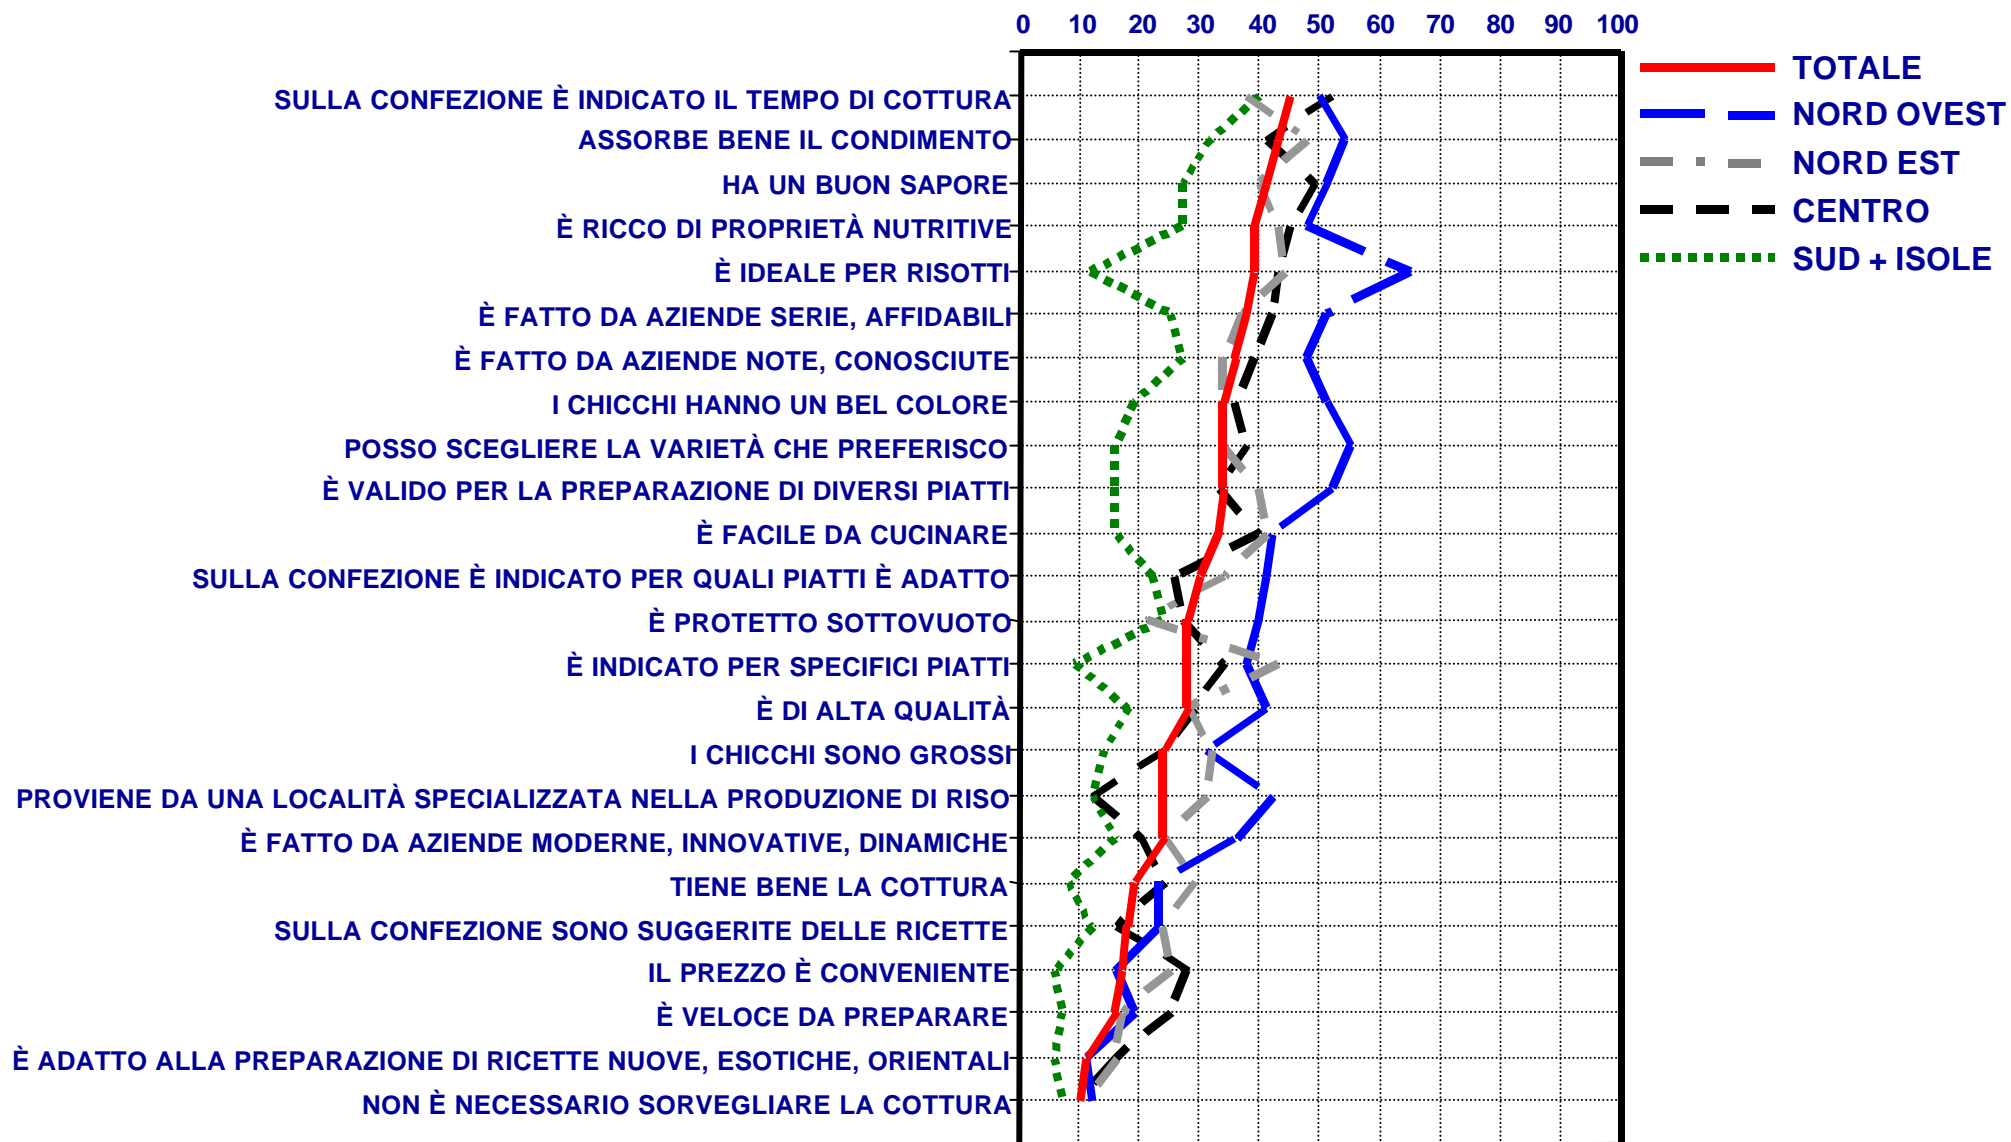 0 10 20 30 40 50 60 70 80 90 100
TOTALE
NORD OVEST
NORD EST
CENTRO
SUD + ISOLE
SULLA CONFEZIONE È INDICATO IL TEMPO DI COTTURA
ASSORBE BENE IL CONDIMENTO
HA UN BUON SAPORE
È RICCO DI PROPRIETÀ NUTRITIVE
È IDEALE PER RISOTTI
È FATTO DA AZIENDE SERIE, AFFIDABILI
È FATTO DA AZIENDE NOTE, CONOSCIUTE
I CHICCHI HANNO UN BEL COLORE
POSSO SCEGLIERE LA VARIETÀ CHE PREFERISCO
È VALIDO PER LA PREPARAZIONE DI DIVERSI PIATTI
È FACILE DA CUCINARE
SULLA CONFEZIONE È INDICATO PER QUALI PIATTI È ADATTO
È PROTETTO SOTTOVUOTO
È INDICATO PER SPECIFICI PIATTI
È DI ALTA QUALITÀ
I CHICCHI SONO GROSSI
PROVIENE DA UNA LOCALITÀ SPECIALIZZATA NELLA PRODUZIONE DI RISO
È FATTO DA AZIENDE MODERNE, INNOVATIVE, DINAMICHE
TIENE BENE LA COTTURA
SULLA CONFEZIONE SONO SUGGERITE DELLE RICETTE
IL PREZZO È CONVENIENTE
È VELOCE DA PREPARARE
È ADATTO ALLA PREPARAZIONE DI RICETTE NUOVE, ESOTICHE, ORIENTALI
NON È NECESSARIO SORVEGLIARE LA COTTURA